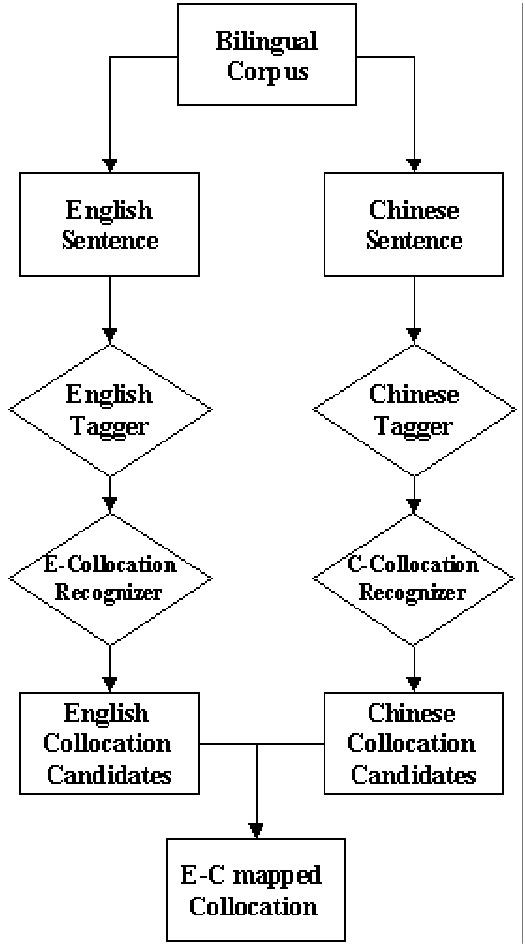 Bilingual
Corpus
English
Sentence
Chinese
Sentence
English
Tagger
Chinese
Tagger
E-Collocation
Recognizer
C-Collocation
Recognizer
English
Collocation
Candidates
Chinese
Collocation
Candidates
E-C mapped
Collocation